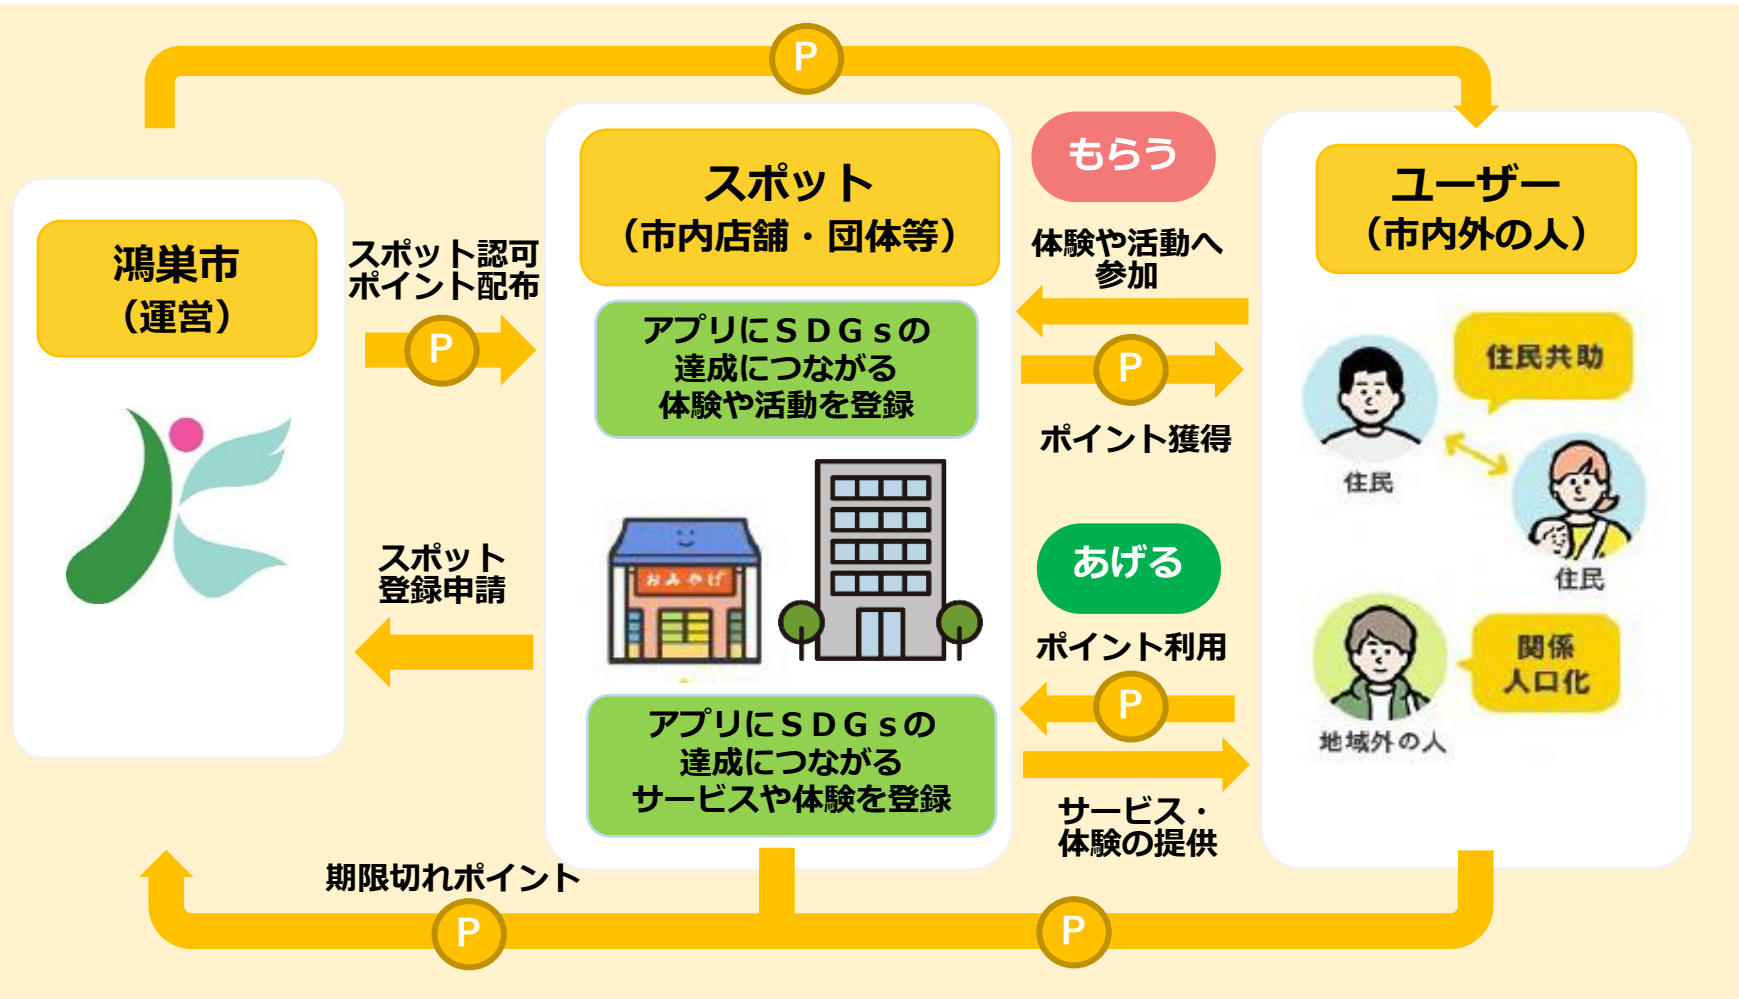 P
鴻巣市
（運営）
スポット認可
ポイント配布
P
スポット
登録申請
スポット
（市内店舗・団体等）
アプリにＳＤＧｓの
達成につながる
体験や活動を登録
おみやげ
アプリにＳＤＧｓの
達成につながる
サービスや体験を登録
もらう
体験や活動へ
参加
P
ポイント獲得
あげる
ポイント利用
P
サービス・
体験の提供
ユーザー
（市内外の人）
住民共助
住民
住民
関係
人口化
地域外の人
期限切れポイント
P
P